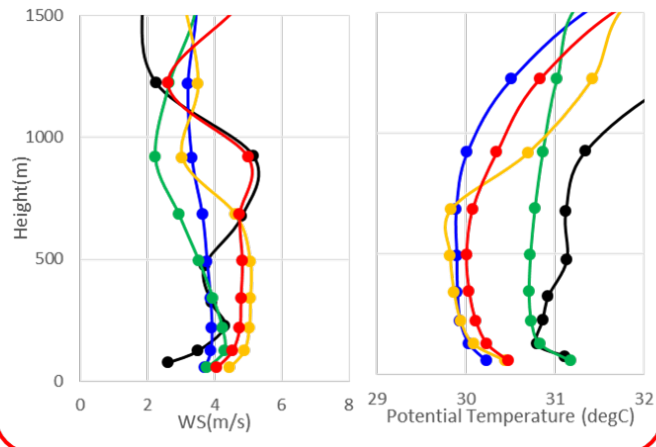 1500
1000
500
0
Height(m)
0 2 4 6 8
WS(m/s)
29 30 31 32
Potential Temperature (degC)